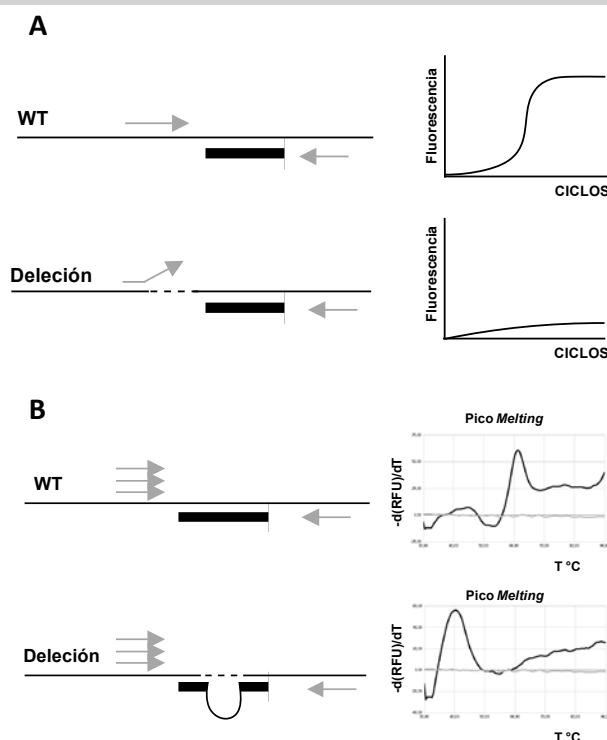 A
WT
Fluorescencia
CICLOS
Deleción
Fluorescencia
CICLOS
B
Pico Melting
WT
-d(RFU)/dT
T °C
Pico Melting
Deleción
-d(RFU)/dT
T °C